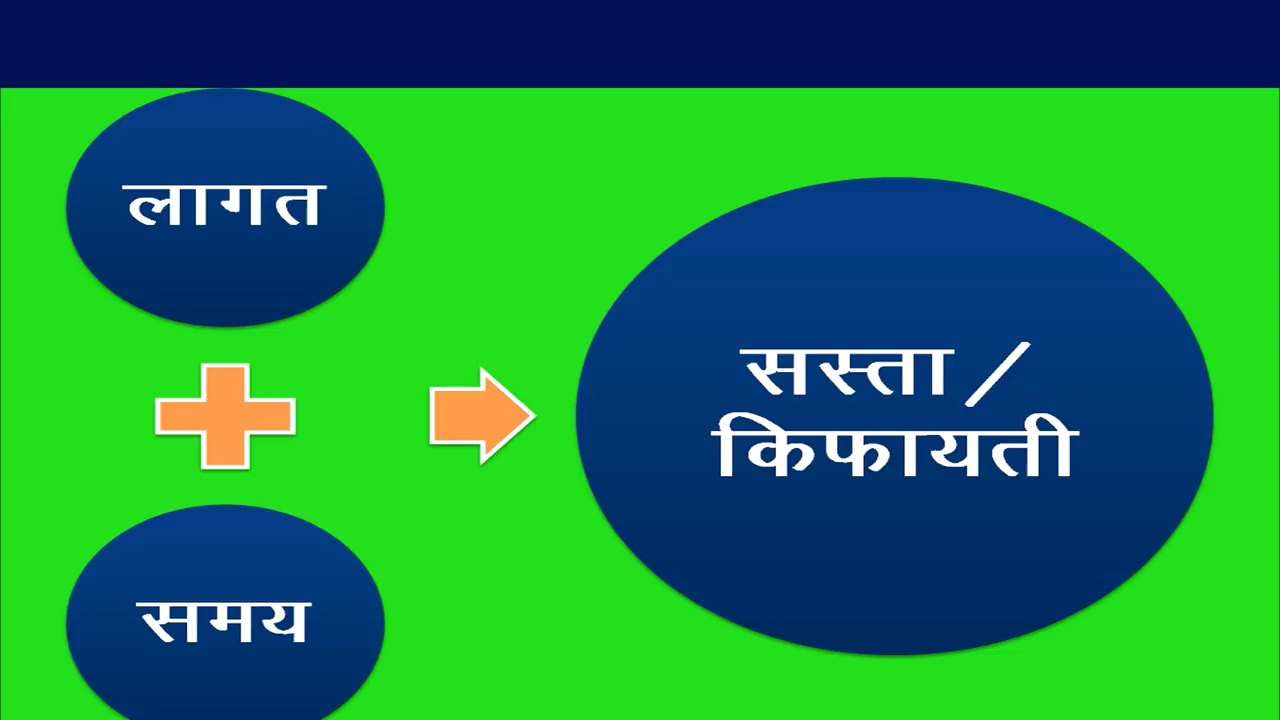 लागत
समय
सस्ता /
किफायती